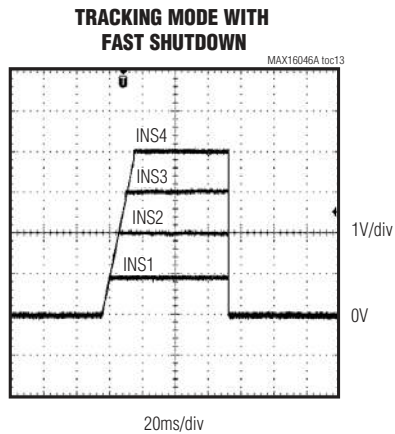 TRACKING MODE WITH
FAST SHUTDOWN
MAX16046A toc13
T
INS4
INS3
INS2
1V/div
INS1
0V
20ms/div